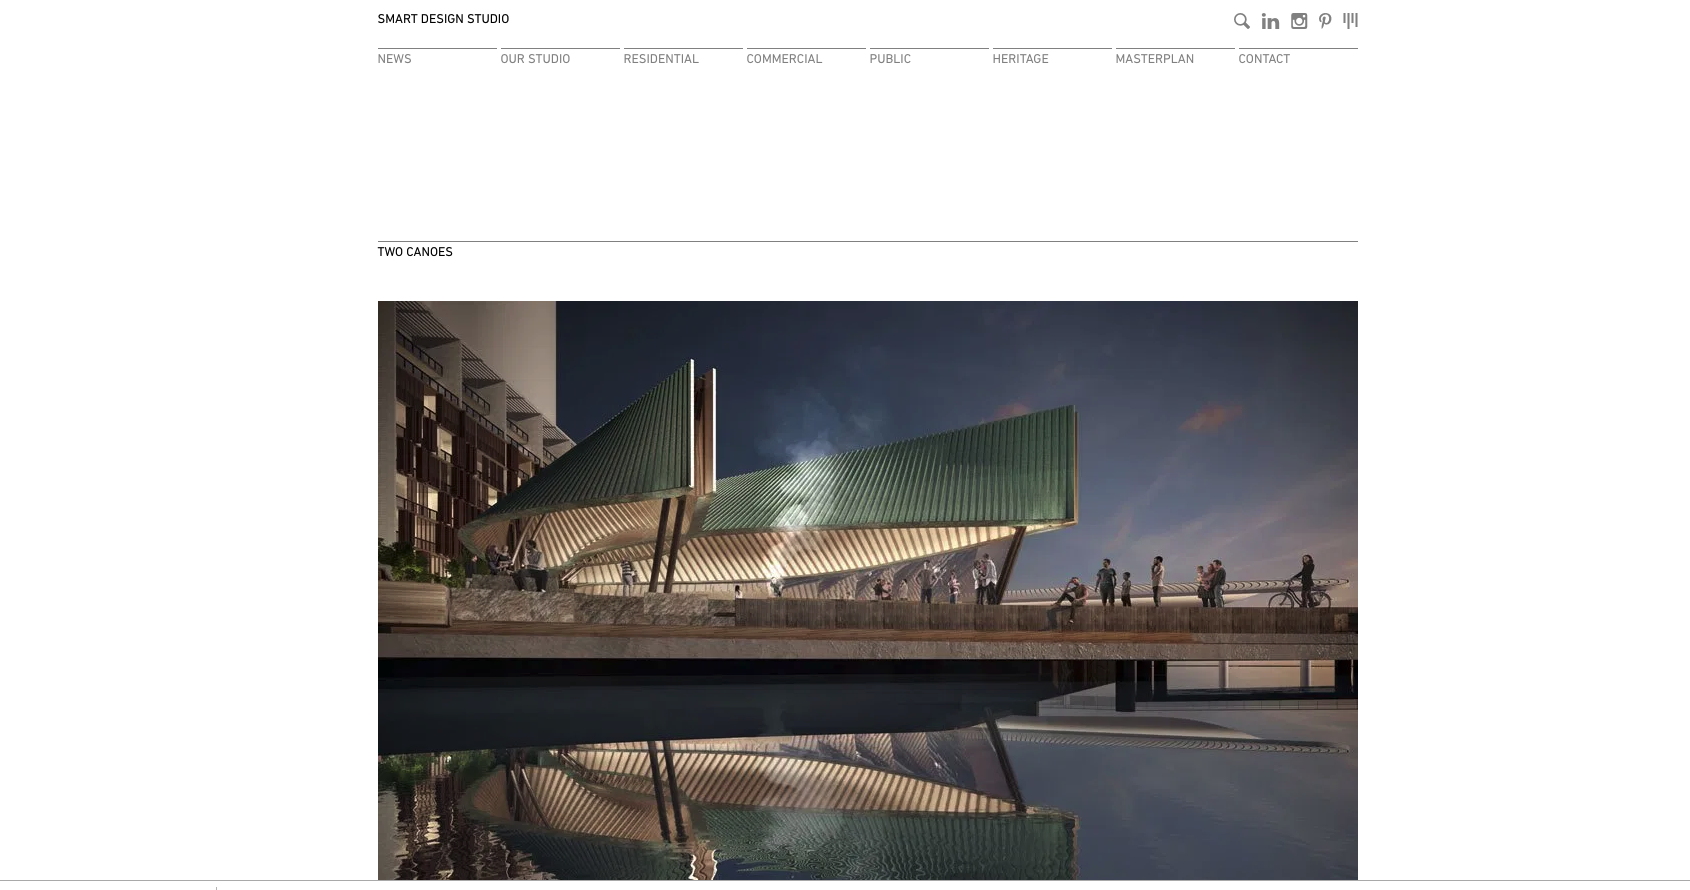 SMART DESIGN STUDIO
NEWS OUR STUDIO RESIDENTIAL COMMERCIAL PUBLIC HERITAGE MASTERPLAN CONTACT
TWO CANOES